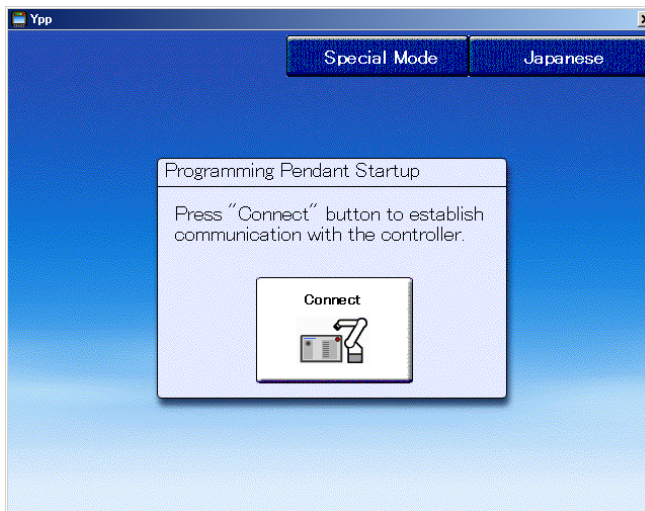 Ypp
Special Mode
Japanese
Programming Pendant Startup
Press "Connect" button to establish
communication with the controller.
Connect